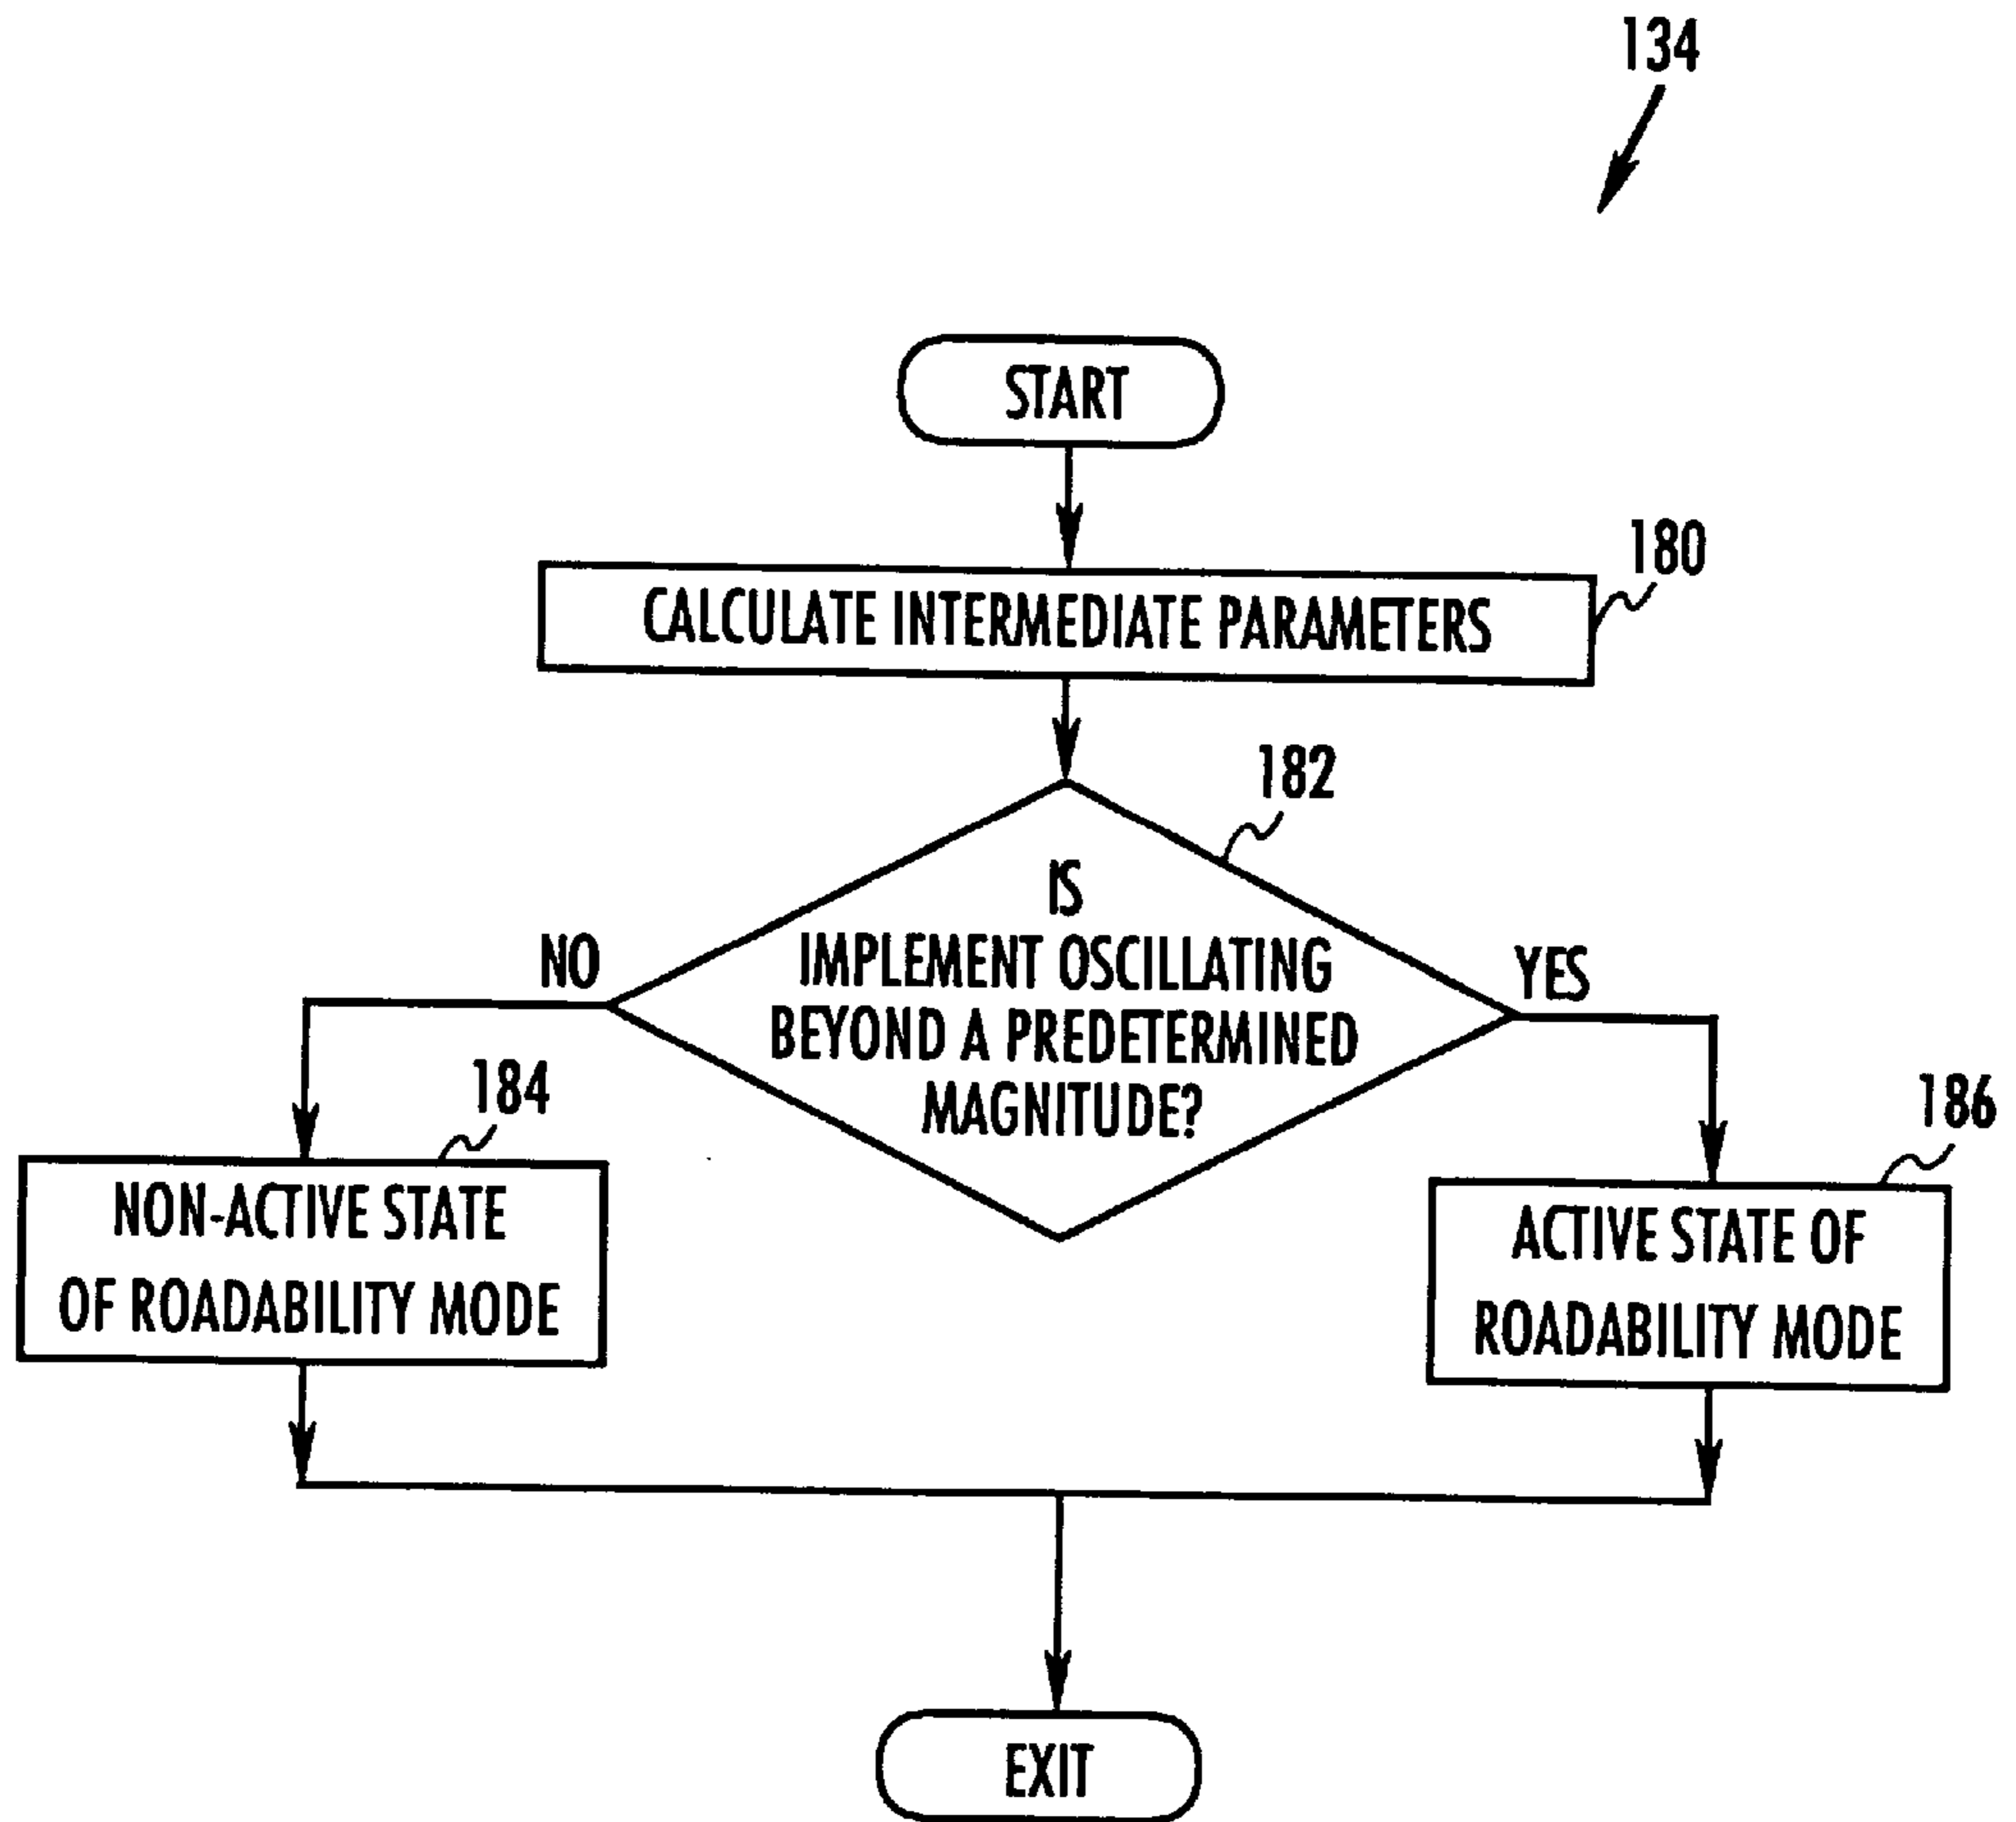 134
START
180
CALCULATE INTERMEDIATE PARAMETERS
182
IS
IMPLEMENT OSCILLATING
BEYOND A PREDETERMINED
MAGNITUDE?
NO
YES
184
NON-ACTIVE STATE
OF ROADABILITY MODE
186
ACTIVE STATE OF
ROADABILITY MODE
EXIT